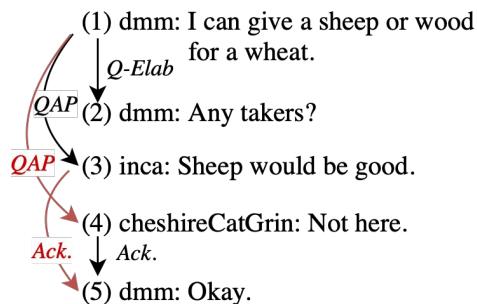 (1) dmm: I can give a sheep or wood
for a wheat.
Q-Elab
QAP
(2) dmm: Any takers?
QAP
(3) inca: Sheep would be good.
(4) cheshireCatGrin: Not here.
Ack.
Ack.
(5) dmm: Okay.